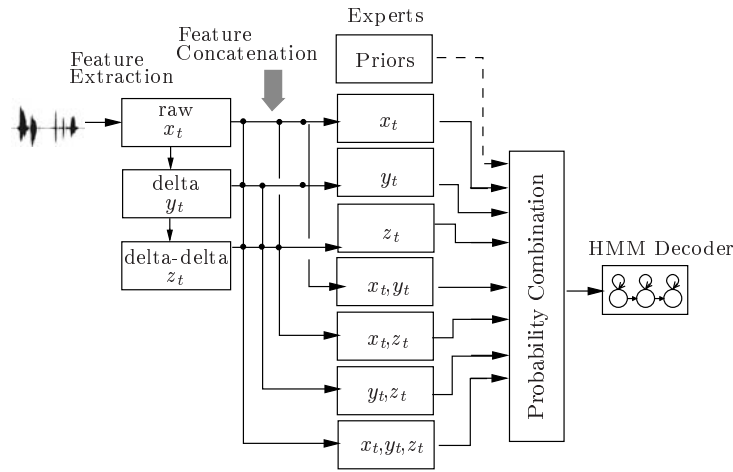 Experts
Feature
Concatenation
Feature
Extraction
Priors
raw
x_t
x_t
delta
y_t
y_t
z_t
delta-delta
z_t
HMM Decoder
x_t,y_t
Probability Combination
x_t,z_t
y_t,z_t
x_t,y_t,z_t